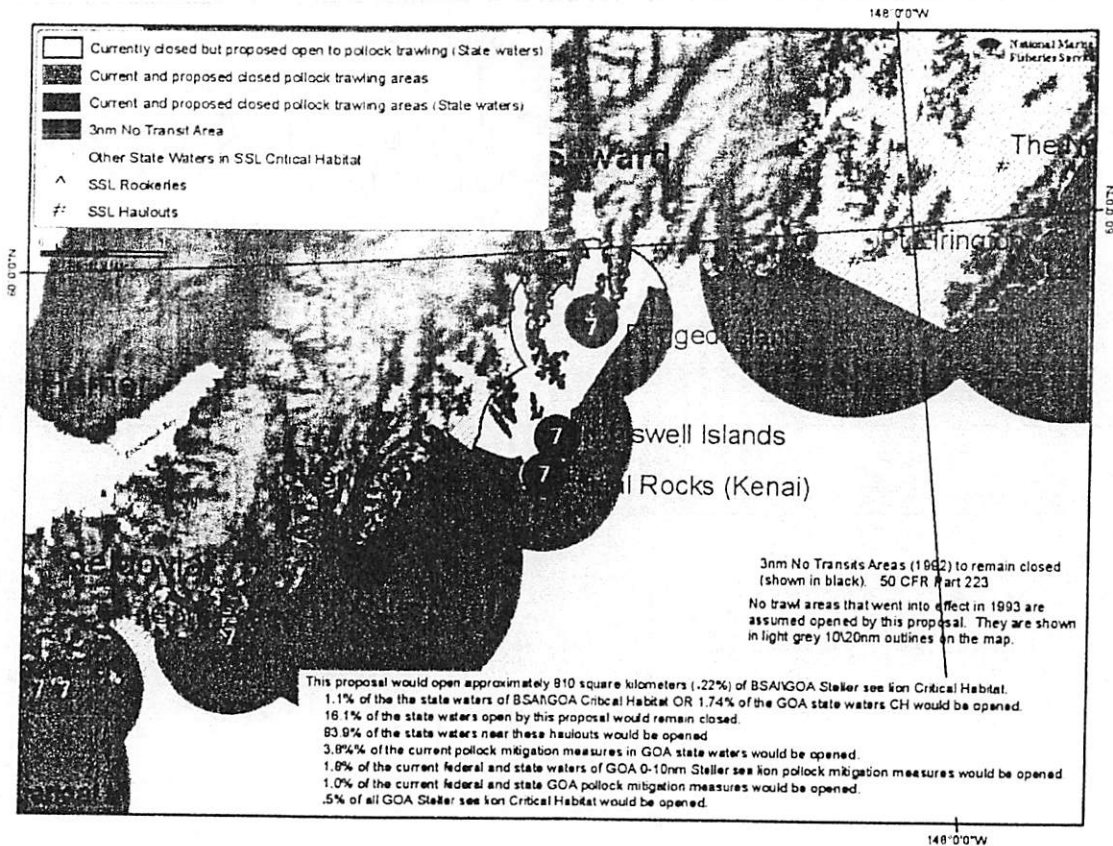 148°0'0"W
Currently closed but proposed open to pollock trawling (State waters)
Current and proposed closed pollock trawling areas
Current and proposed closed pollock trawling areas (State waters)
3nm No Transit Area
Other State Waters in SSL Critical Habitat
^ SSL Rookeries
# SSL Haulouts
National Marine
Fisheries Service
60°0'0"N
60°0'0"N
7
7
7
swell Islands
Rocks (Kenai)
7
7 7
3nm No Transits Areas (1992) to remain closed
(shown in black). 50 CFR Part 223
No trawl areas that went into effect in 1993 are
assumed opened by this proposal. They are shown
in light grey 10\20nm outlines on the map.
This proposal would open approximately 810 square kilometers (.22%) of BSAI\GOA Steller sea lion Critical Habitat.
1.1% of the the state waters of BSAI\GOA Critical Habitat OR 1.74% of the GOA state waters CH would be opened.
16.1% of the state waters open by this proposal would remain closed.
83.9% of the state waters near these haulouts would be opened
3.8%% of the current pollock mitigation measures in GOA state waters would be opened.
1.8% of the current federal and state waters of GOA 0-10nm Steller sea lion pollock mitigation measures would be opened
1.0% of the current federal and state GOA pollock mitigation measures would be opened.
.5% of all GOA Steller sea lion Critical Habitat would be opened.
148°0'0"W